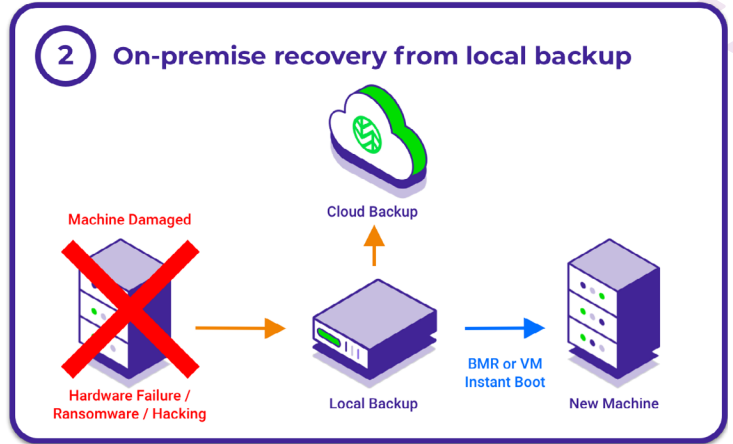 2 On-premise recovery from local backup
Cloud Backup
Machine Damaged
Hardware Failure /
Ransomware / Hacking
Local Backup
BMR or VM
Instant Boot
New Machine